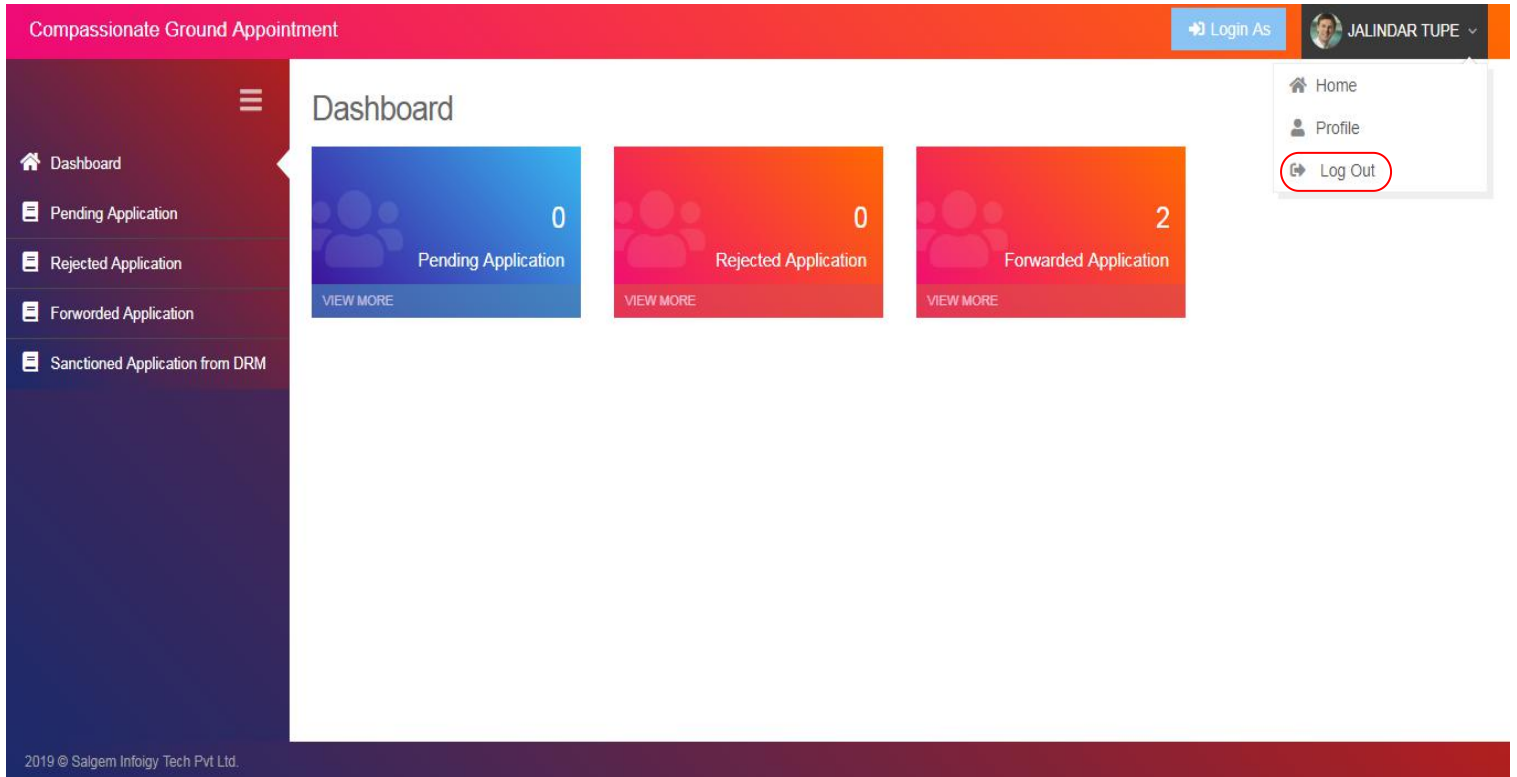 Compassionate Ground Appointment
Login As
JALINDAR TUPE
Home
Profile
Log Out
Dashboard
Pending Application
Rejected Application
Forworded Application
Sanctioned Application from DRM
Dashboard
0
Pending Application
VIEW MORE
0
Rejected Application
VIEW MORE
2
Forwarded Application
VIEW MORE
2019 © Salgem Infoigy Tech Pvt Ltd.